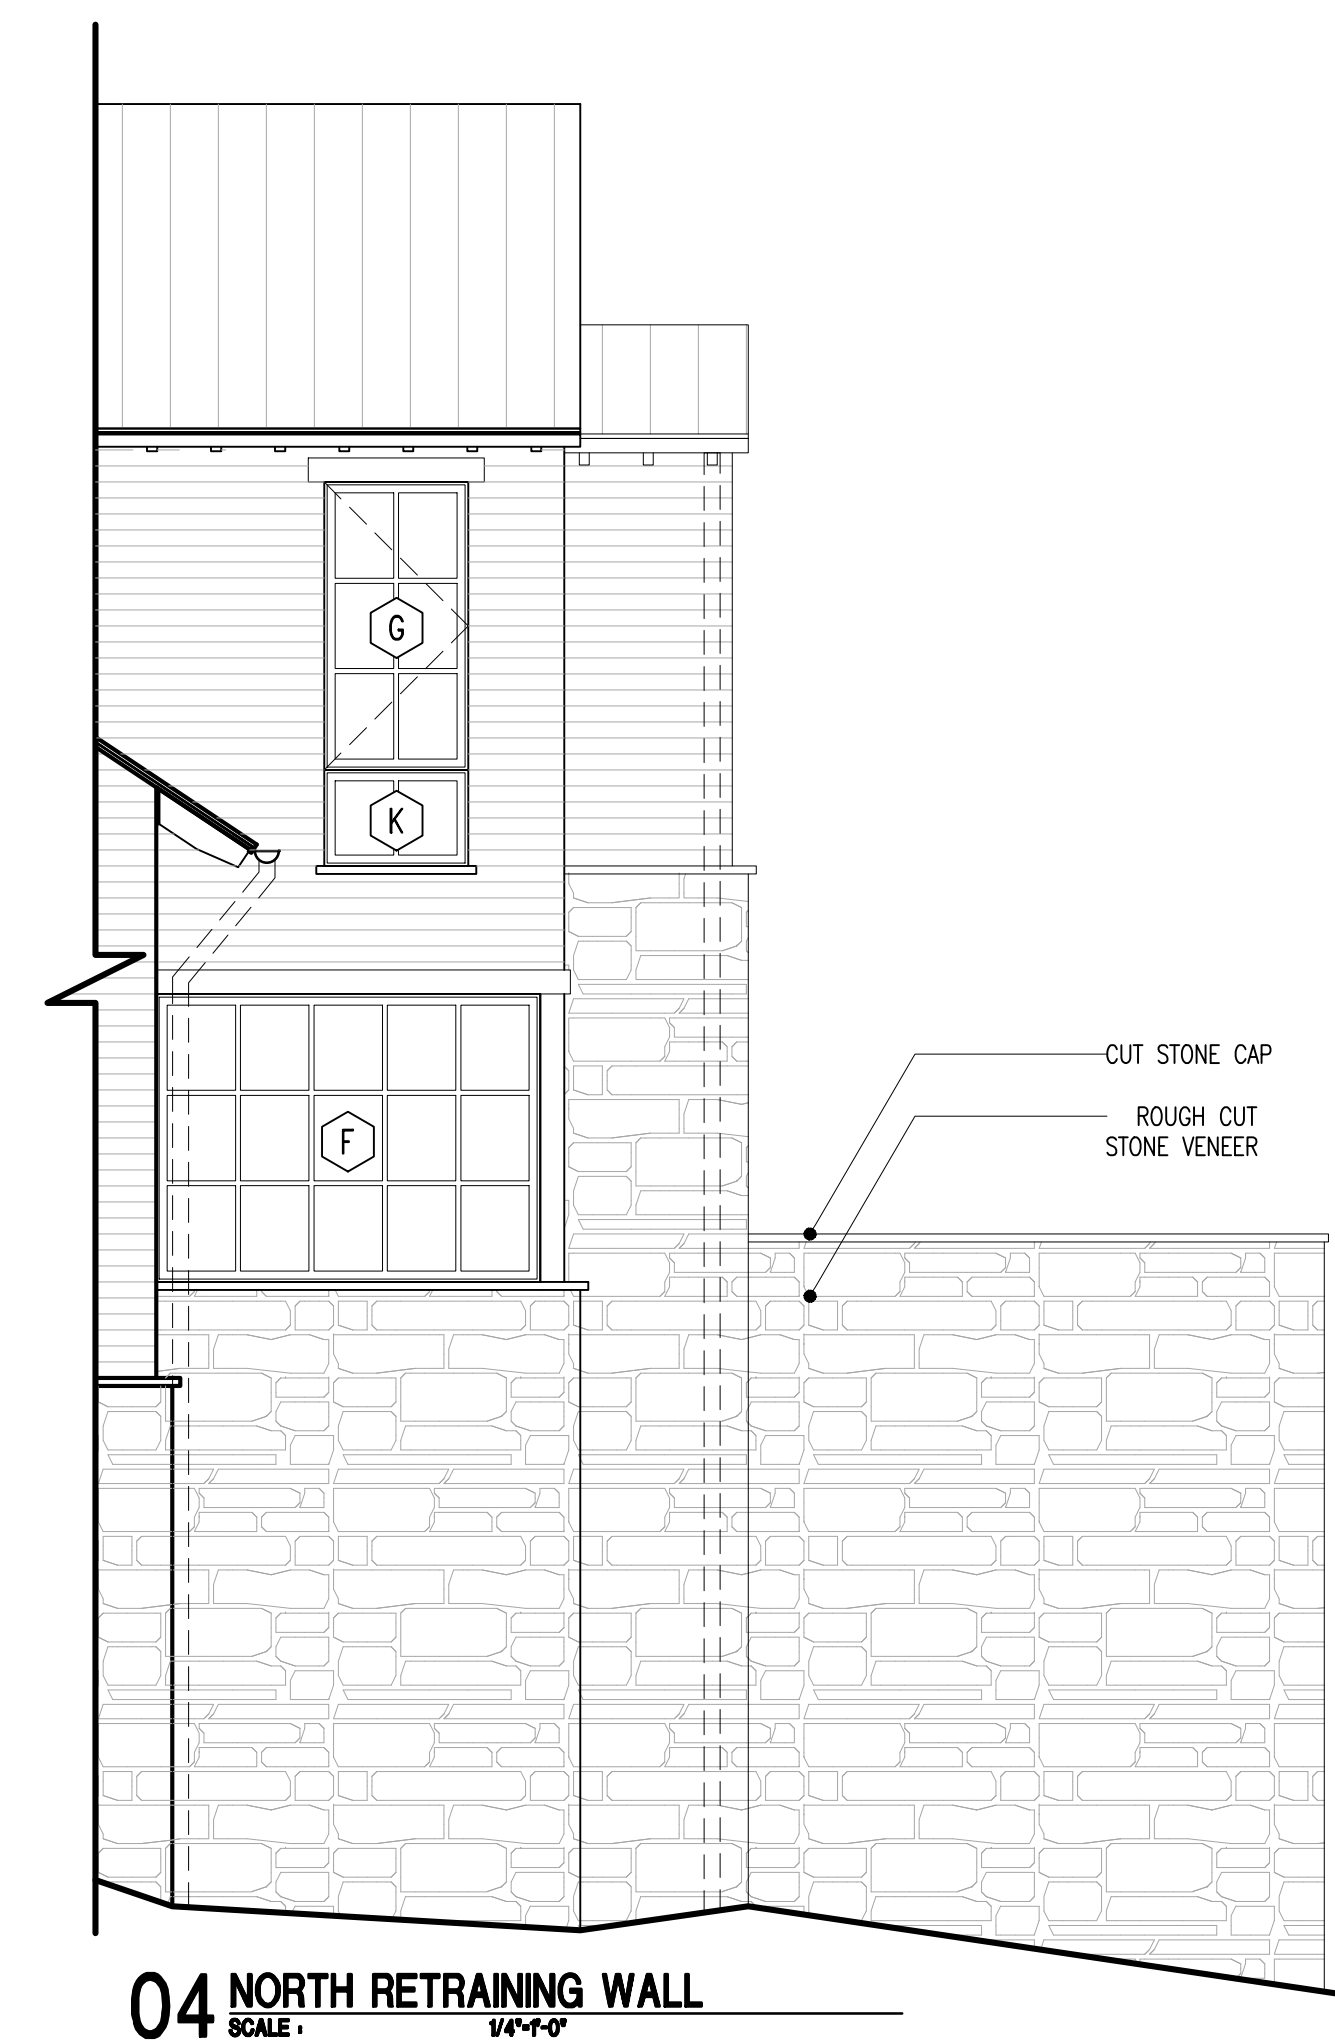 G
K
F
CUT STONE CAP
ROUGH CUT
STONE VENEER
04 NORTH RETRAINING WALL
SCALE : 1/4"=1'-0"